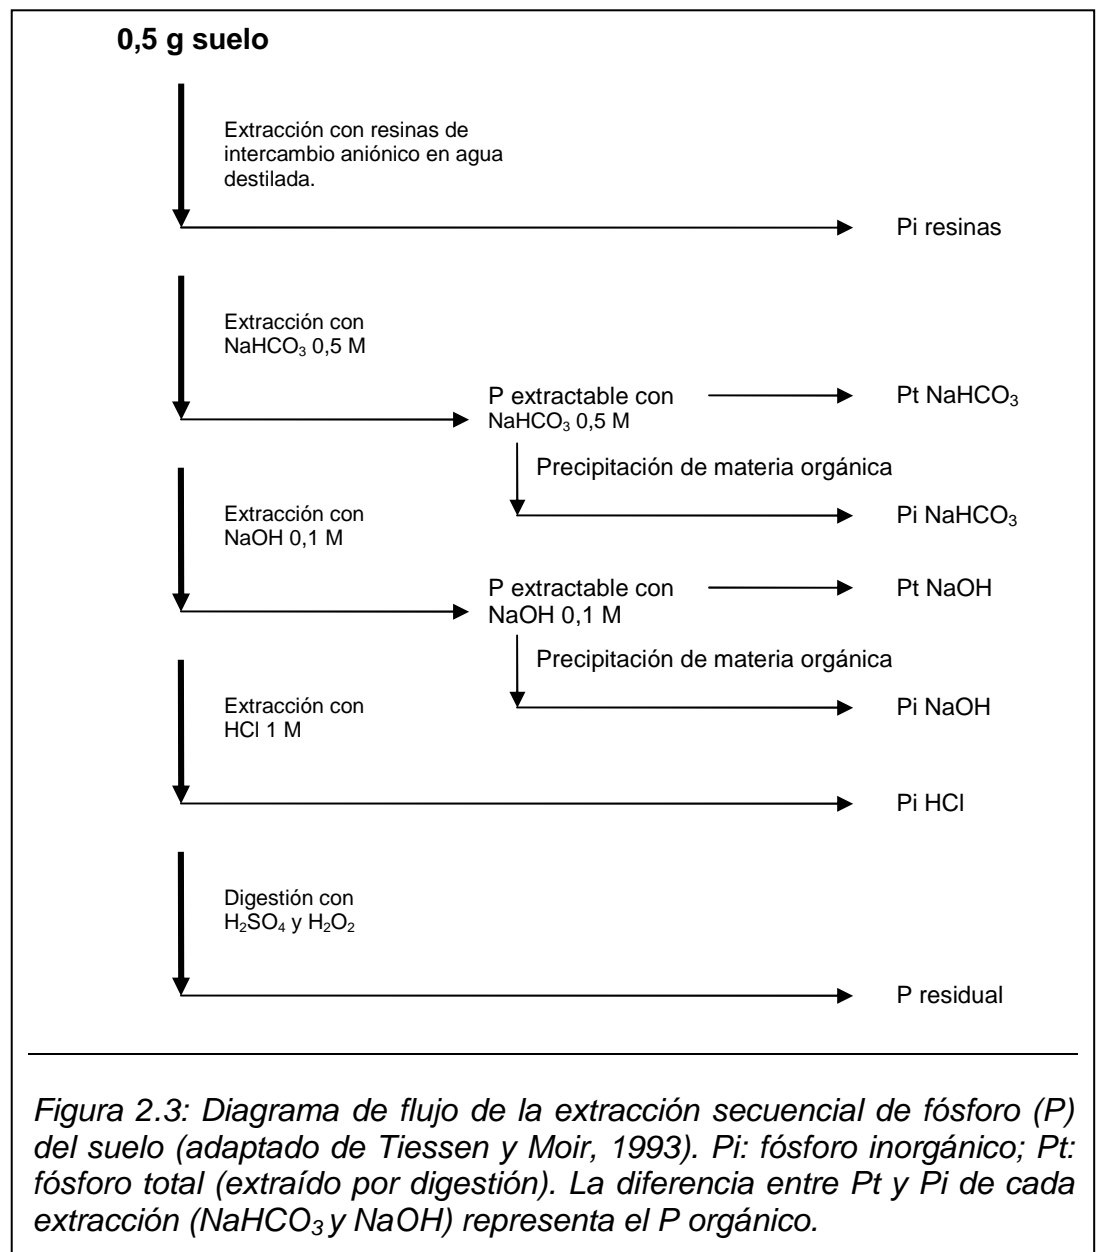 0,5 g suelo
Extracción con resinas de
intercambio aniónico en agua
destilada.
Pi resinas
Extracción con
NaHCO₃ 0,5 M
P extractable con
NaHCO₃ 0,5 M
Pt NaHCO₃
Precipitación de materia orgánica
Pi NaHCO₃
Extracción con
NaOH 0,1 M
P extractable con
NaOH 0,1 M
Pt NaOH
Precipitación de materia orgánica
Pi NaOH
Extracción con
HCl 1 M
Pi HCl
Digestión con
H₂SO₄ y H₂O₂
P residual
Figura 2.3: Diagrama de flujo de la extracción secuencial de fósforo (P)
del suelo (adaptado de Tiessen y Moir, 1993). Pi: fósforo inorgánico; Pt:
fósforo total (extraído por digestión). La diferencia entre Pt y Pi de cada
extracción (NaHCO₃ y NaOH) representa el P orgánico.